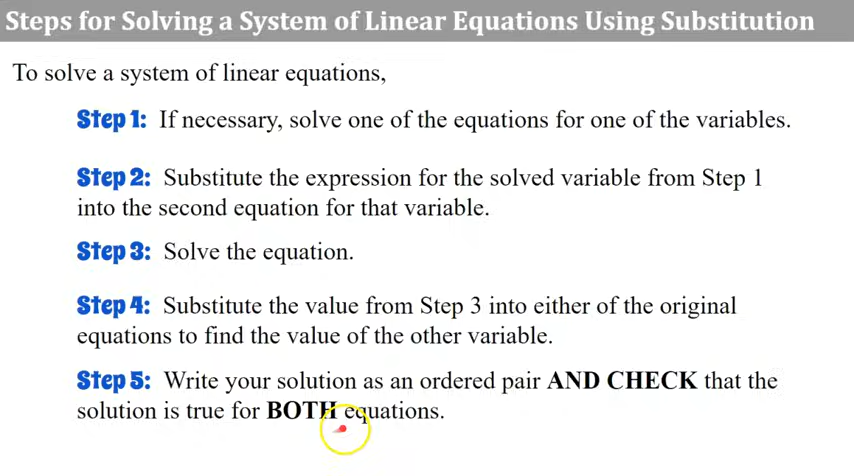 Steps for Solving a System of Linear Equations Using Substitution
To solve a system of linear equations,
Step 1: If necessary, solve one of the equations for one of the variables.
Step 2: Substitute the expression for the solved variable from Step 1
into the second equation for that variable.
Step 3: Solve the equation.
Step 4: Substitute the value from Step 3 into either of the original
equations to find the value of the other variable.
Step 5: Write your solution as an ordered pair AND CHECK that the
solution is true for BOTH equations.